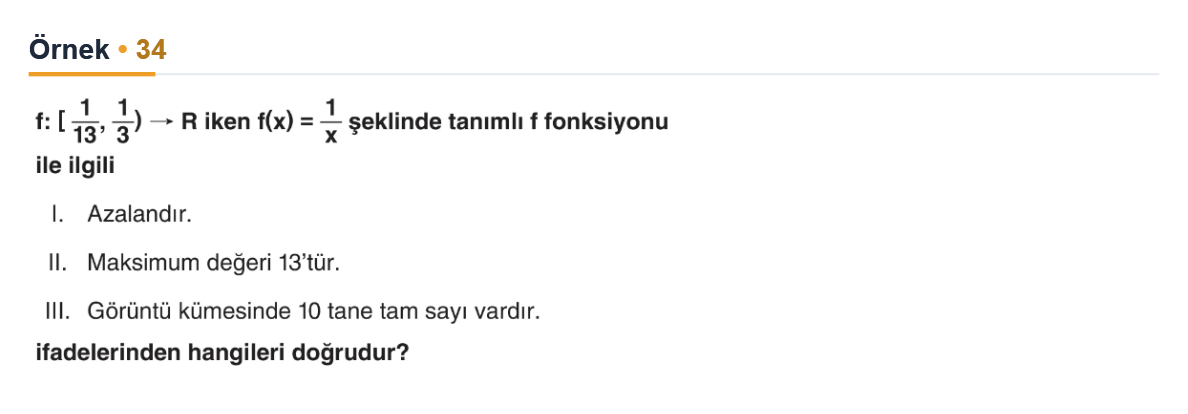 Örnek • 34
f: [ 1/13, 1/3 ) → R iken f(x) = 1/x şeklinde tanımlı f fonksiyonu
ile ilgili
I. Azalandır.
II. Maksimum değeri 13'tür.
III. Görüntü kümesinde 10 tane tam sayı vardır.
ifadelerinden hangileri doğrudur?